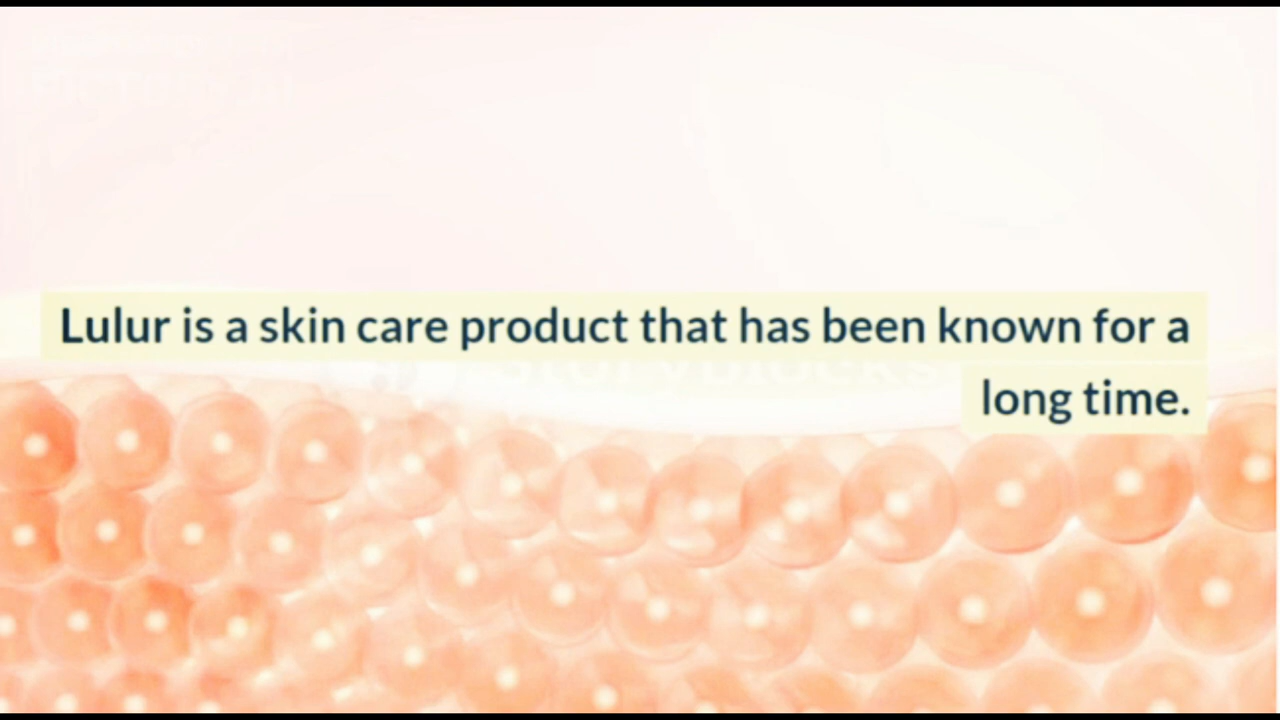 Lulur is a skin care product that has been known for a
long time.